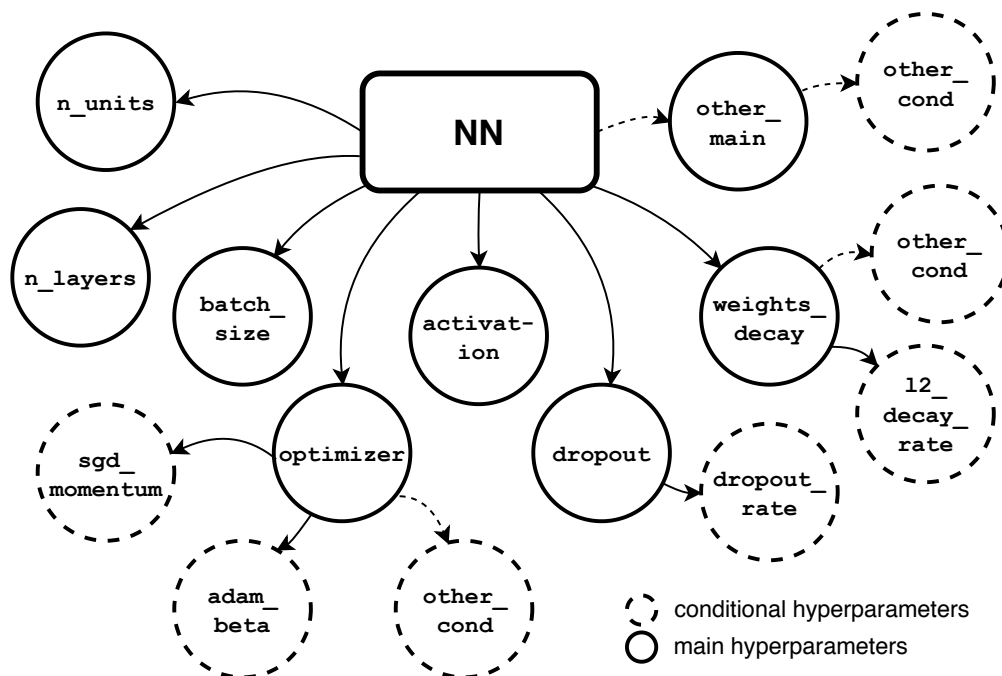 NN
n_units
n_layers
batch_
size
optimizer
sgd_
momentum
adam_
beta
other_
cond
activat-
ion
dropout
dropout_
rate
weights_
decay
other_
cond
l2_
decay_
rate
other_
main
other_
cond
conditional hyperparameters
main hyperparameters